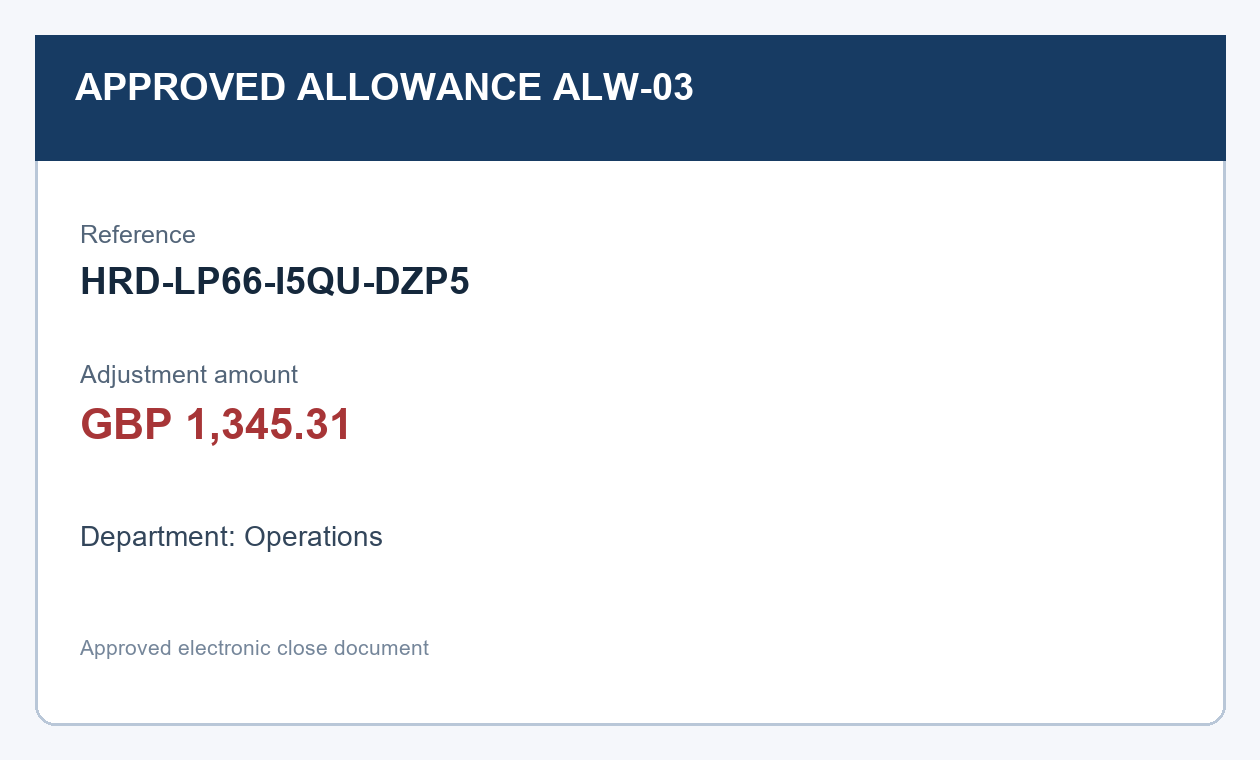 APPROVED ALLOWANCE ALW-03
Reference
HRD-LP66-I5QU-DZP5
Adjustment amount
GBP 1,345.31
Department: Operations
Approved electronic close document